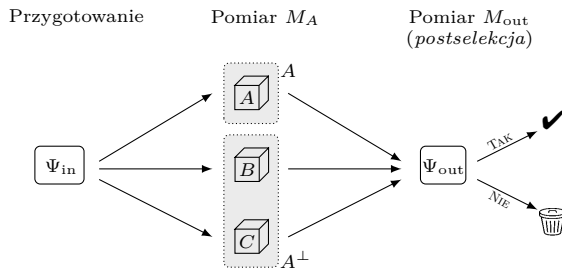 Przygotowanie
Pomiar M_A
Pomiar M_out
(postselekcja)
A
A
Ψ_in
B
Ψ_out
TAK
NIE
C
A^⊥